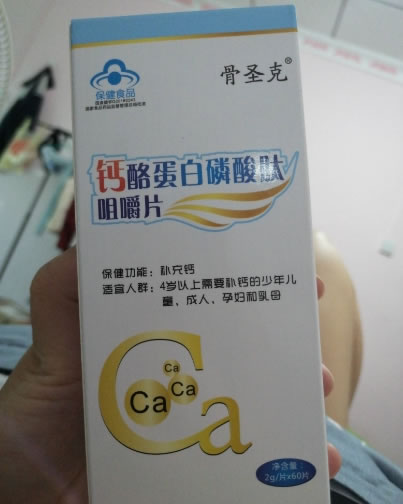 骨圣克®
保健食品
钙酪蛋白磷酸肽
咀嚼片
保健功能：补充钙
适宜人群：4岁以上需要补钙的少年儿
童、成人、孕妇和乳母
Ca
Ca
Ca
Ca
净含量：
2g/片x60片